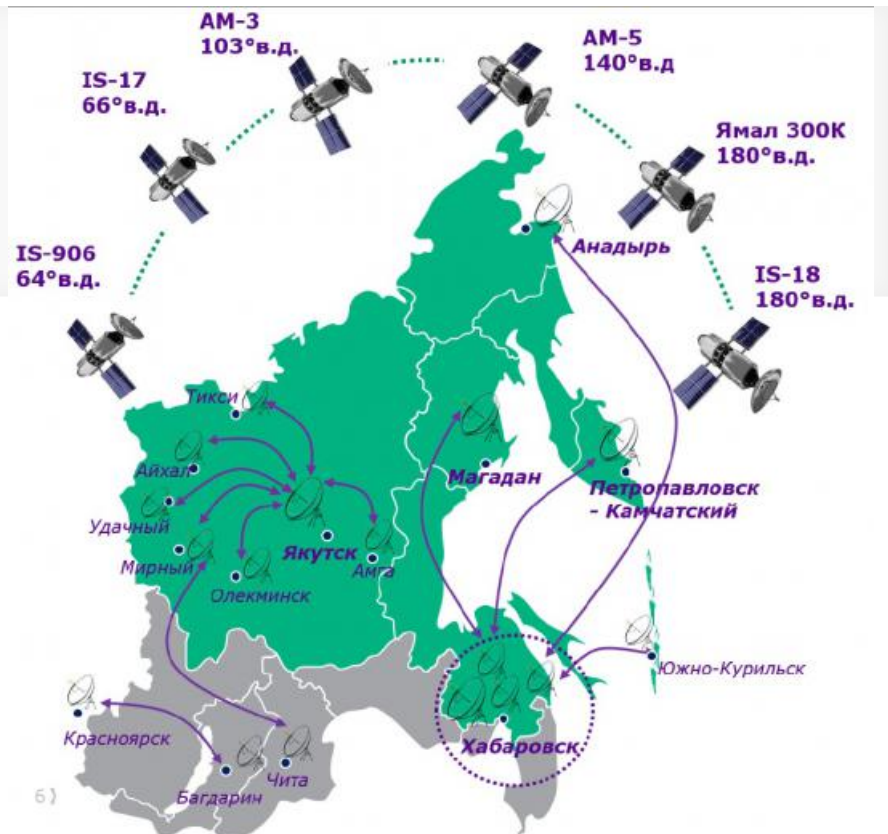 АМ-3
103°в.д.
АМ-5
140°в.д
IS-17
66°в.д.
Ямал 300К
180°в.д.
IS-906
64°в.д.
Анадырь
IS-18
180°в.д.
Тикси
Айхал
Магадан
Петропавловск
- Камчатский
Удачный
Якутск
Мирный
Амга
Олекминск
Южно-Курильск
Красноярск
Хабаровск
Чита
Багдарин
6}